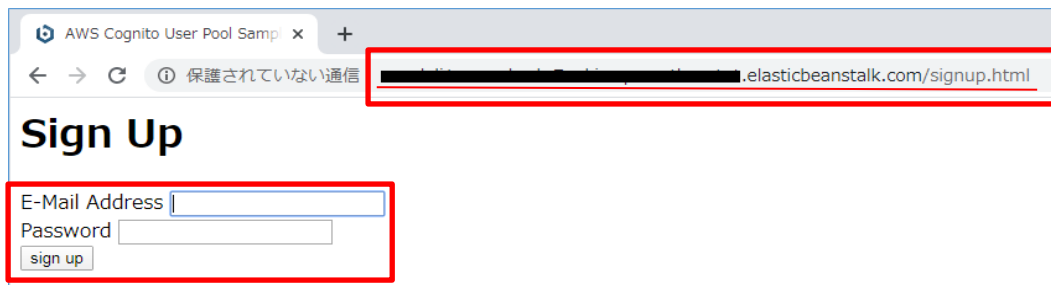 AWS Cognito User Pool Sampl
保護されていない通信 .elasticbeanstalk.com/signup.html
Sign Up
E-Mail Address
Password
sign up